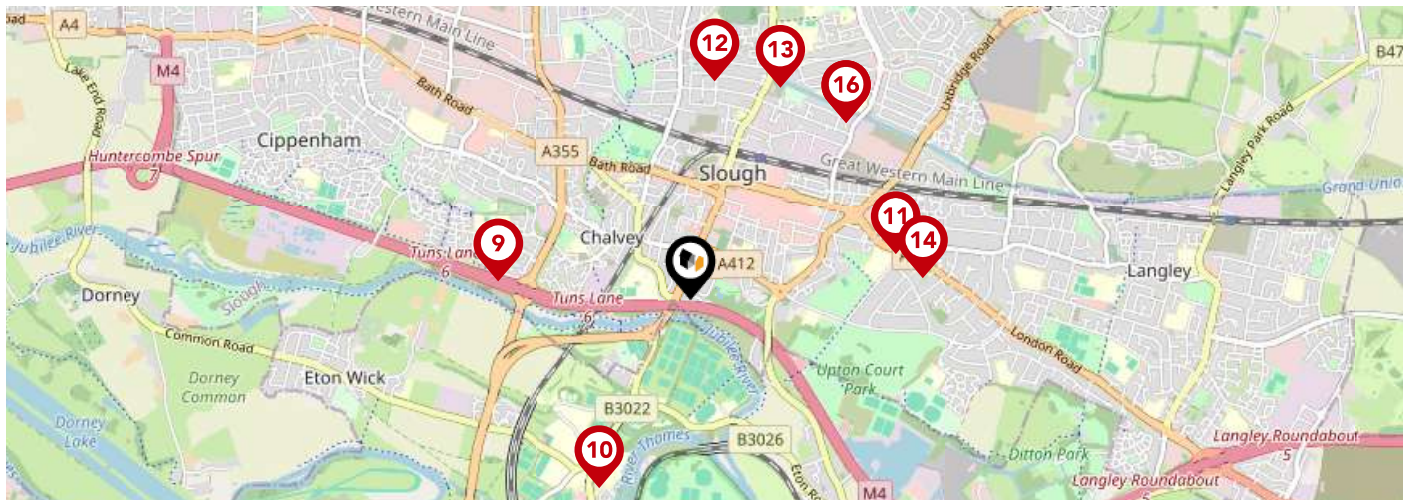 A4
Western Main Line
B47
M4
Lake End Road
Bath Road
Uxbridge Road
12
13
16
Cippenham
A355
Langley Park Road
Huntercombe Spur
7
Bath Road
Slough
Great Western Main Line
Grand Union
11
14
9
Chalvey
A412
Jubilee River
Tuns Lane
6
Langley
Dorney
Slough
Tuns Lane
6
Common Road
Jubilee River
London Road
Eton Wick
Dorney
Common
Upton Court
Park
B3022
Dorney
Lake
River Thames
B3026
Langley Roundabout
5
10
Ditton Park
Eton Ro
M4
Langley Roundabout
5